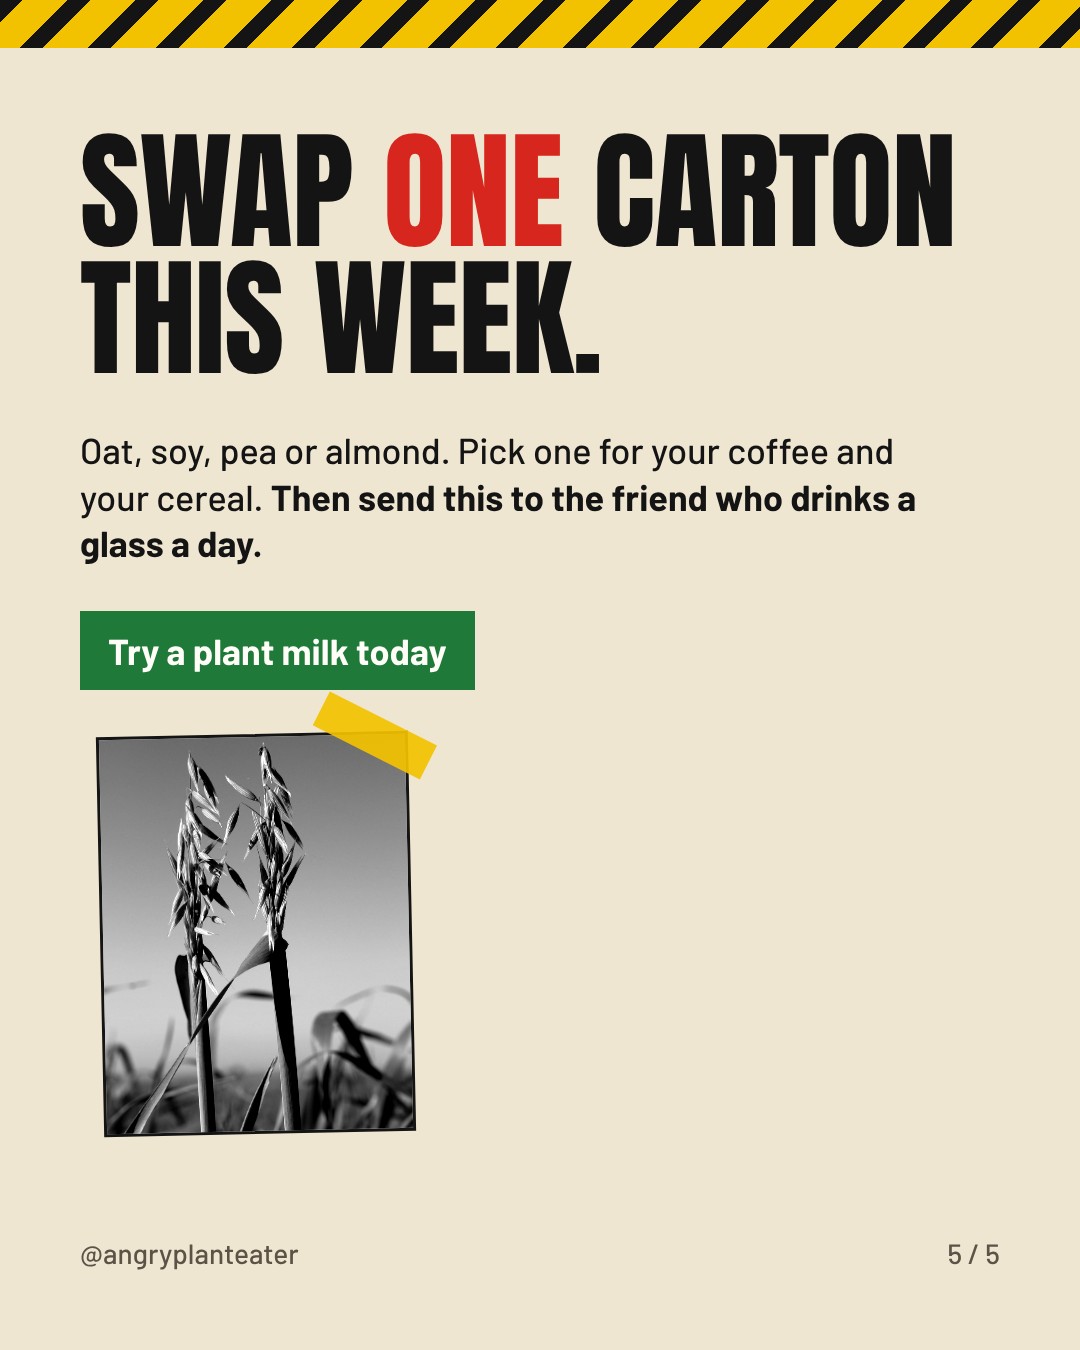 SWAP ONE CARTON
THIS WEEK.
Oat, soy, pea or almond. Pick one for your coffee and
your cereal. Then send this to the friend who drinks a
glass a day.
Try a plant milk today
@angryplanteater
5 / 5